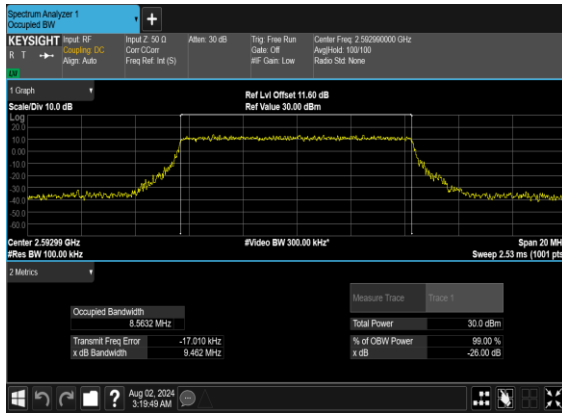 Spectrum Analyzer 1
Occupied BW
+
KEYSIGHT
R T
LXI
Input: RF
Coupling: DC
Align: Auto
Input Z: 50 Ω
Corr CCorr
Freq Ref: Int (S)
Atten: 30 dB
Trig: Free Run
Gate: Off
#IF Gain: Low
Center Freq: 2.592990000 GHz
Avg|Hold: 100/100
Radio Std: None
1 Graph
Scale/Div 10.0 dB
Ref Lvl Offset 11.60 dB
Ref Value 30.00 dBm
Log
20.0
10.0
0.00
-10.0
-20.0
-30.0
-40.0
-50.0
-60.0
Center 2.59299 GHz
#Res BW 100.00 kHz
#Video BW 300.00 kHz*
Span 20 MH
Sweep 2.53 ms (1001 pts
2 Metrics
Measure Trace
Trace 1
Occupied Bandwidth
8.5632 MHz
Total Power
30.0 dBm
Transmit Freq Error
-17.010 kHz
% of OBW Power
99.00 %
x dB Bandwidth
9.462 MHz
x dB
-26.00 dB
?
Aug 02, 2024
3:19:49 AM